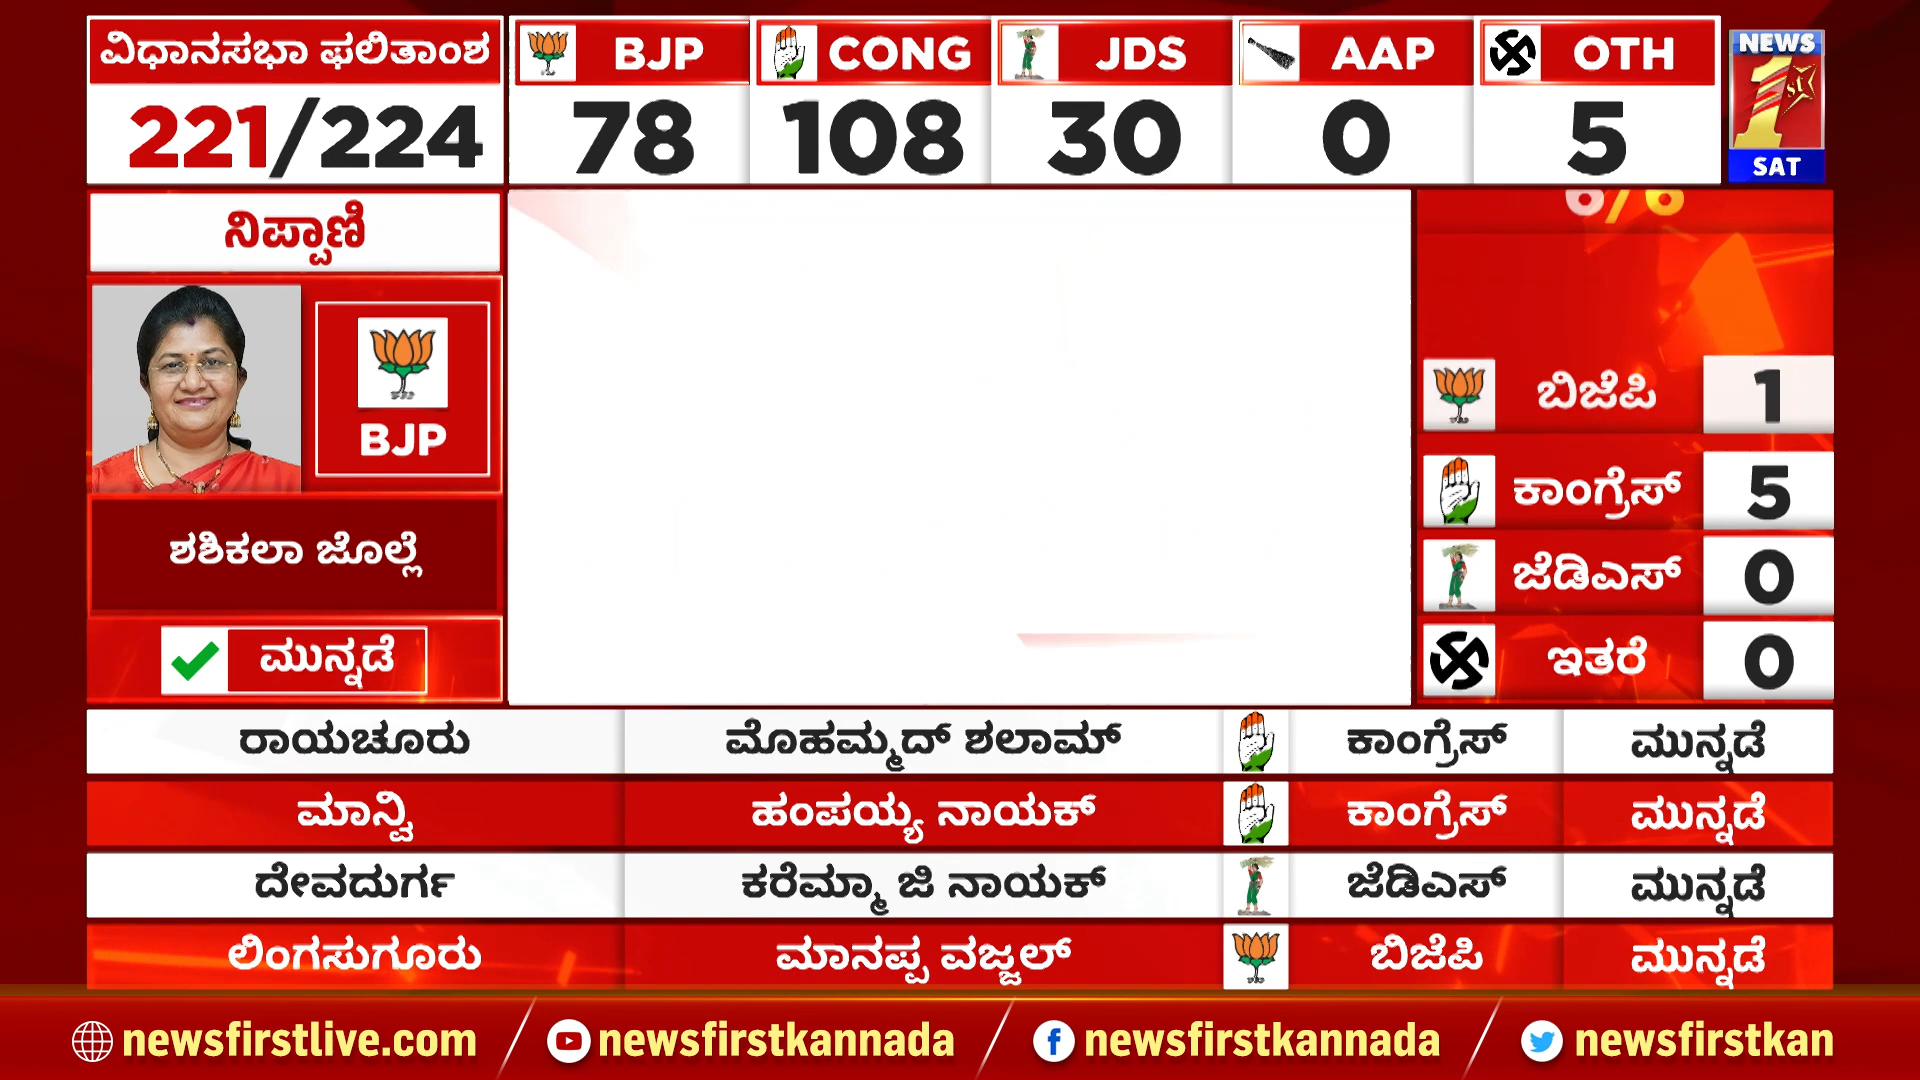 ವಿಧಾನಸಭಾ ಫಲಿತಾಂಶ
221/224
BJP
78
CONG
108
JDS
30
AAP
0
OTH
5
NEWS
1st
SAT
ನಿಪ್ಪಾಣಿ
BJP
ಶಶಿಕಲಾ ಜೊಲ್ಲೆ
ಮುನ್ನಡೆ
ಬಿಜೆಪಿ 1
ಕಾಂಗ್ರೆಸ್ 5
ಜೆಡಿಎಸ್ 0
ಇತರೆ 0
ರಾಯಚೂರು ಮೊಹಮ್ಮದ್ ಶಲಾಮ್ ಕಾಂಗ್ರೆಸ್ ಮುನ್ನಡೆ
ಮಾನ್ವಿ ಹಂಪಯ್ಯ ನಾಯಕ್ ಕಾಂಗ್ರೆಸ್ ಮುನ್ನಡೆ
ದೇವದುರ್ಗ ಕರೆಮ್ಮಾ ಜಿ ನಾಯಕ್ ಜೆಡಿಎಸ್ ಮುನ್ನಡೆ
ಲಿಂಗಸುಗೂರು ಮಾನಪ್ಪ ವಜ್ಜಲ್ ಬಿಜೆಪಿ ಮುನ್ನಡೆ
newsfirstlive.com newsfirstkannada newsfirstkannada newsfirstkan